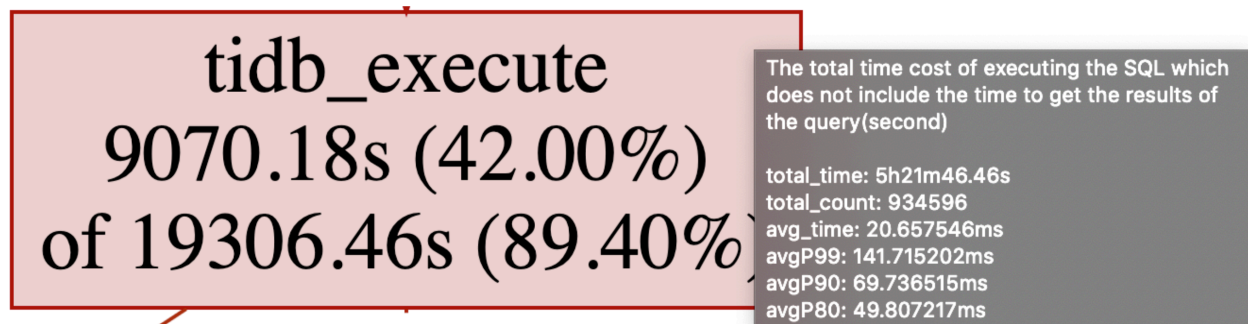 tidb_execute
9070.18s (42.00%)
of 19306.46s (89.40%)
The total time cost of executing the SQL which
does not include the time to get the results of
the query(second)
total_time: 5h21m46.46s
total_count: 934596
avg_time: 20.657546ms
avgP99: 141.715202ms
avgP90: 69.736515ms
avgP80: 49.807217ms